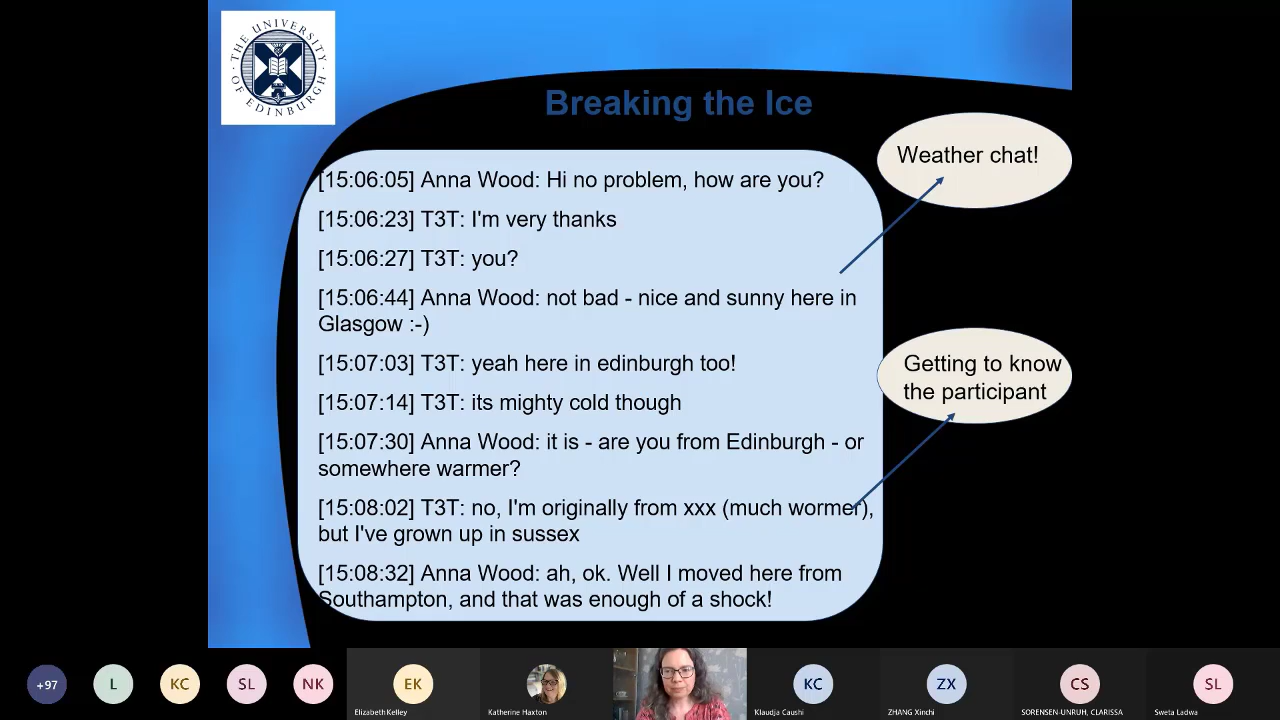 THE UNIVERSITY OF EDINBURGH
Breaking the Ice
Weather chat!
[15:06:05] Anna Wood: Hi no problem, how are you?
[15:06:23] T3T: I'm very thanks
[15:06:27] T3T: you?
[15:06:44] Anna Wood: not bad - nice and sunny here in
Glasgow :-)
[15:07:03] T3T: yeah here in edinburgh too!
[15:07:14] T3T: its mighty cold though
[15:07:30] Anna Wood: it is - are you from Edinburgh - or
somewhere warmer?
[15:08:02] T3T: no, I'm originally from xxx (much wormer),
but I've grown up in sussex
[15:08:32] Anna Wood: ah, ok. Well I moved here from
Southampton, and that was enough of a shock!
Getting to know
the participant
+97
L
KC
SL
NK
EK
KC
ZX
CS
SL
Elizabeth Kelley
Katherine Haxton
Klaudja Caushi
ZHANG Xinchi
SORENSEN-UNRUH, CLARISSA
Sweta Ladwa